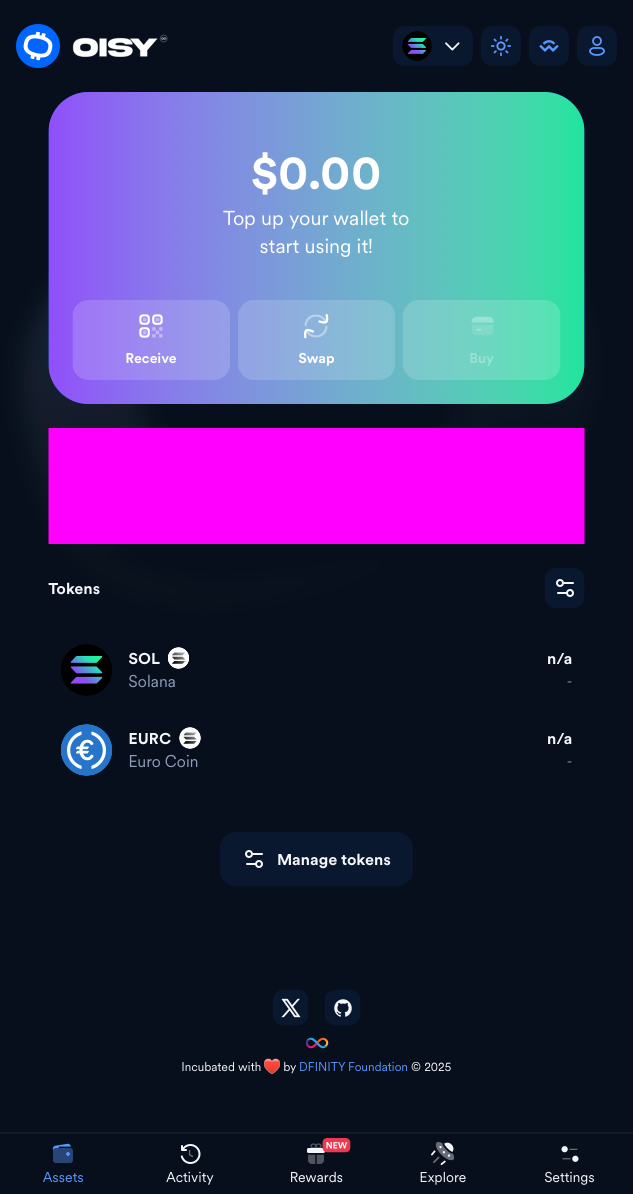 OISY
$0.00
Top up your wallet to
start using it!
Receive
Swap
Buy
Tokens
SOL
n/a
Solana
-
EURC
n/a
Euro Coin
-
Manage tokens
Incubated with ❤️ by DFINITY Foundation © 2025
NEW
Assets
Activity
Rewards
Explore
Settings